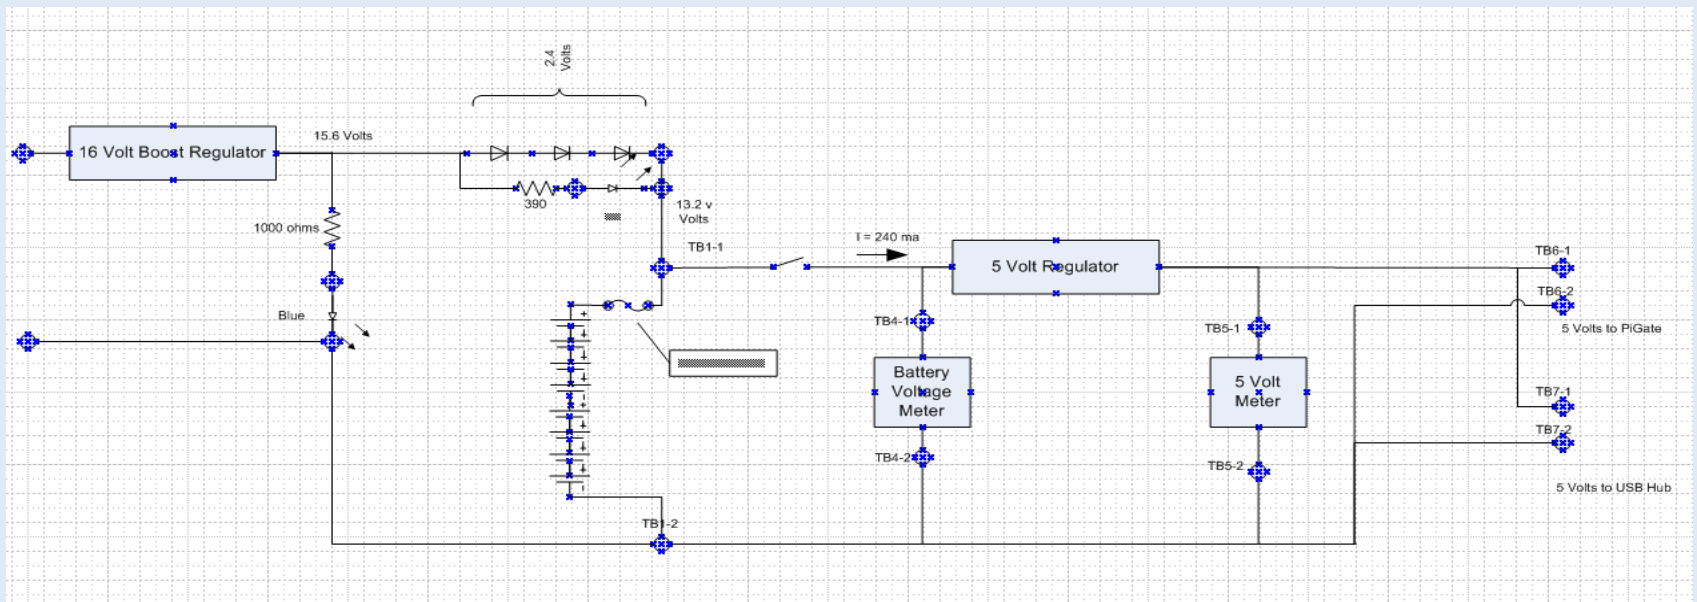 2.4
Volts
16 Volt Boost Regulator
15.6 Volts
390
1000 ohms
13.2 v
Volts
TB1-1
I = 240 ma
5 Volt Regulator
TB6-1
TB6-2
5 Volts to PiGate
Blue
TB4-1
TB5-1
Battery
Voltage
Meter
5 Volt
Meter
TB7-1
TB7-2
TB4-2
TB5-2
5 Volts to USB Hub
TB1-2